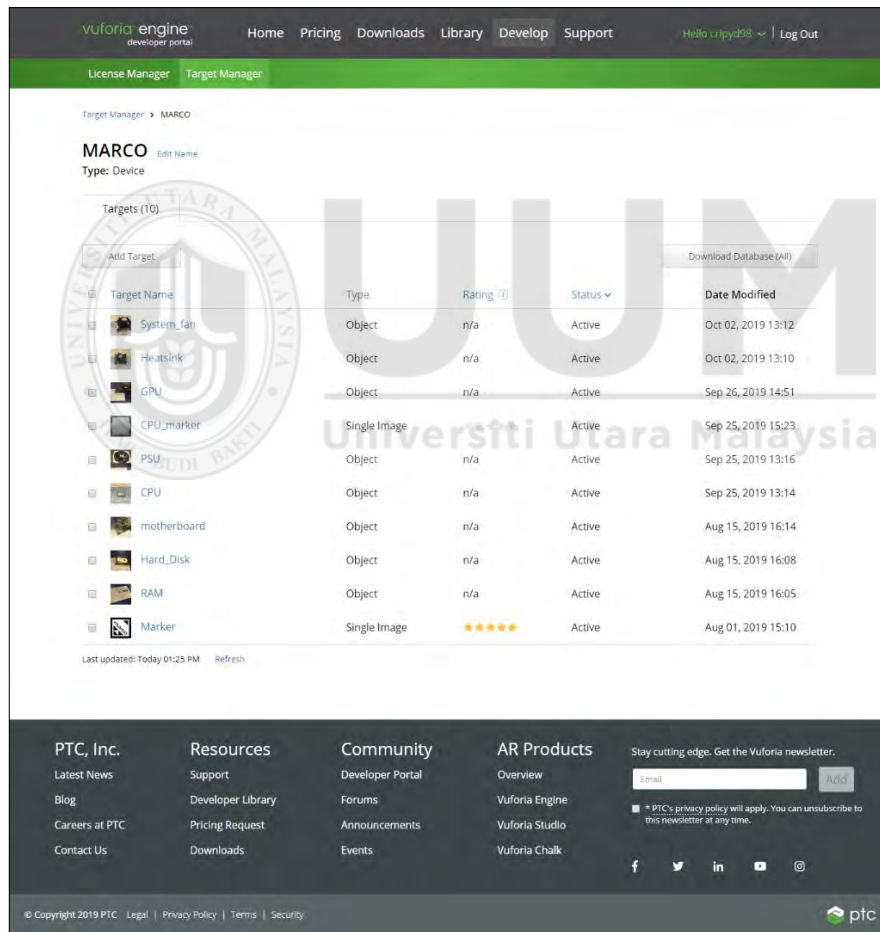 vuforia engine
developer portal
Home Pricing Downloads Library Develop Support
Log Out
License Manager Target Manager
Target Manager > MARCO
MARCO Edit Name
Type: Device
Targets (10)
Add Target Download Database (All)
Target Name Type Rating Status Date Modified
System_fan Object n/a Active Oct 02, 2019 13:12
Heatsink Object n/a Active Oct 02, 2019 13:10
GPU Object n/a Active Sep 26, 2019 14:51
CPU_marker Single Image Active Sep 25, 2019 15:23
PSU Object n/a Active Sep 25, 2019 13:16
CPU Object n/a Active Sep 25, 2019 13:14
motherboard Object n/a Active Aug 15, 2019 16:14
Hard_Disk Object n/a Active Aug 15, 2019 16:08
RAM Object n/a Active Aug 15, 2019 16:05
Marker Single Image Active Aug 01, 2019 15:10
Last updated: Today 01:25 PM Refresh
UUM
Universiti Utara Malaysia
UNIVERSITI UTARA MALAYSIA
BUDI BAKTI
PTC, Inc. Resources Community AR Products Stay cutting edge. Get the Vuforia newsletter.
Latest News Support Developer Portal Overview Email Add
Blog Developer Library Forums Vuforia Engine * PTC's privacy policy will apply. You can unsubscribe to
this newsletter at any time.
Careers at PTC Pricing Request Announcements Vuforia Studio
Contact Us Downloads Events Vuforia Chalk
© Copyright 2019 PTC Legal | Privacy Policy | Terms | Security ptc